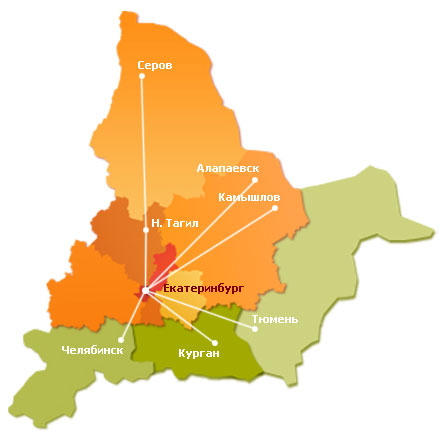 Серов
Алапаевск
Камышлов
Н. Тагил
Екатеринбург
Тюмень
Челябинск
Курган